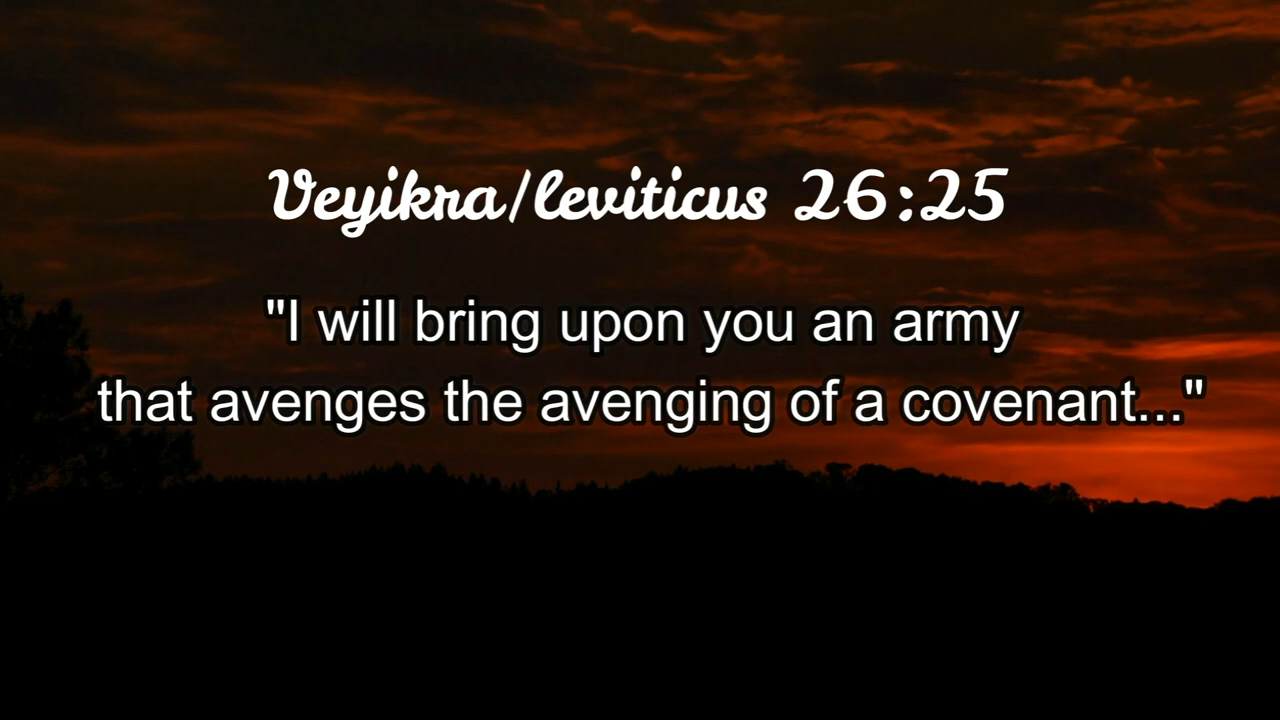 Veyikra/leviticus 26:25
"I will bring upon you an army
that avenges the avenging of a covenant..."